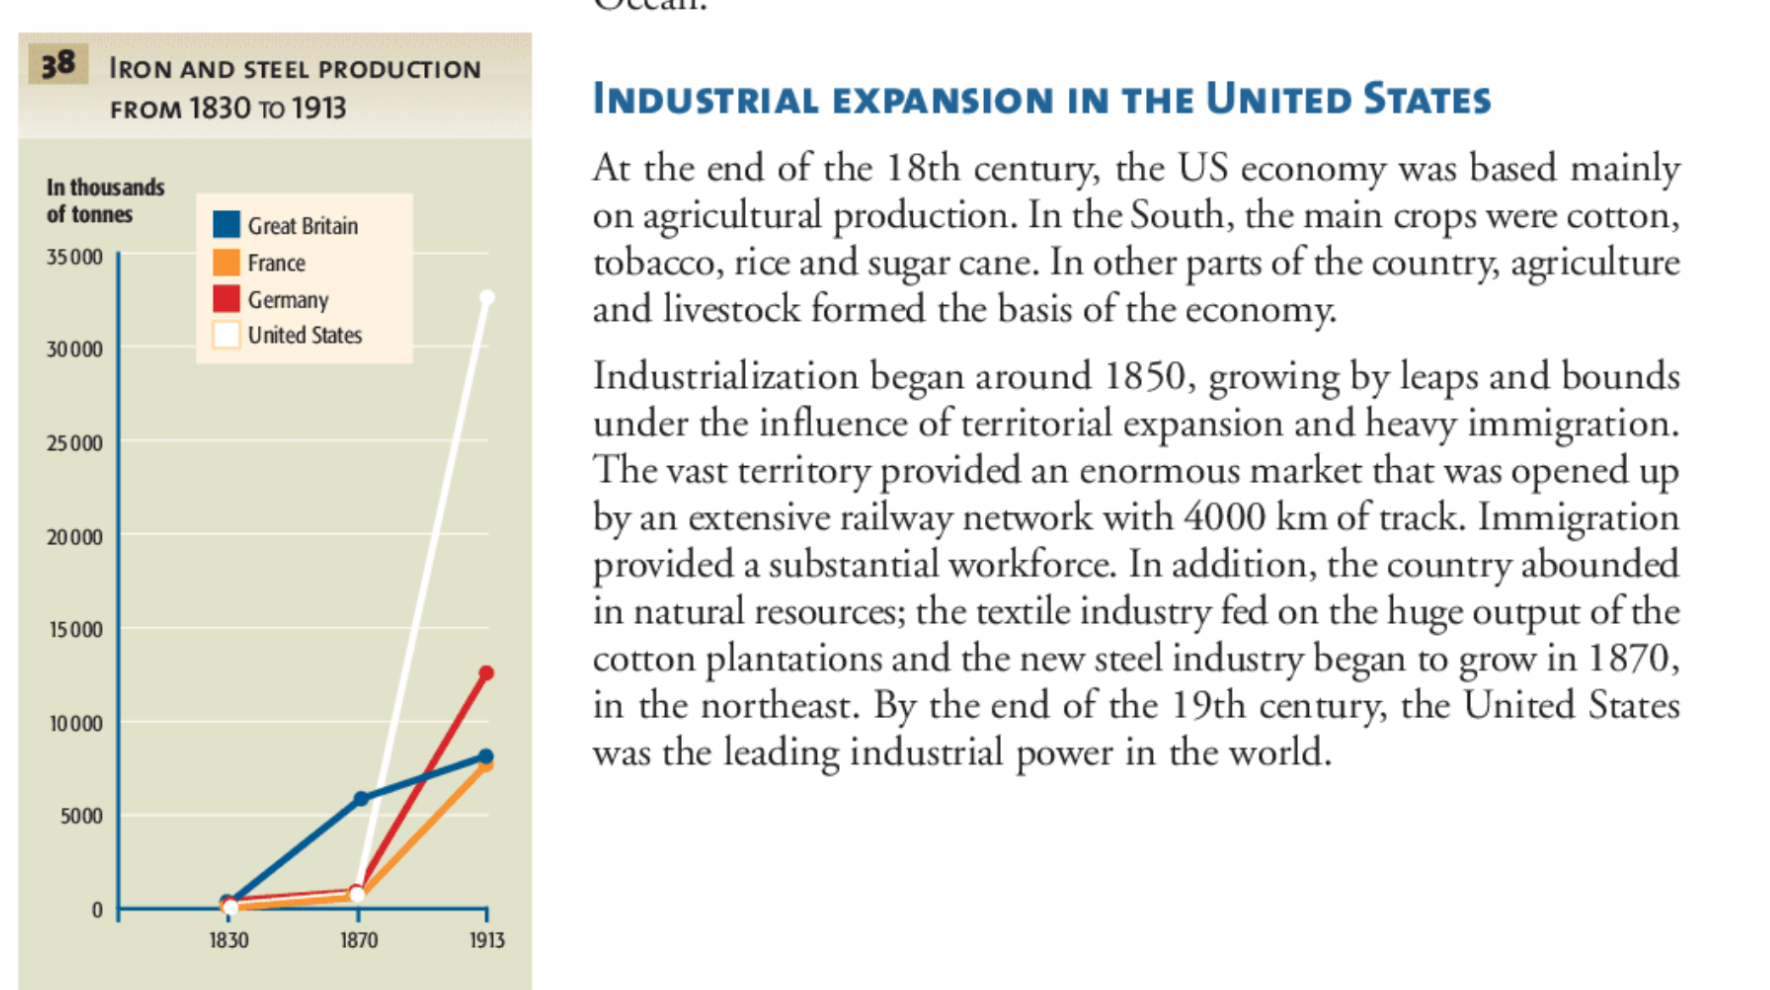 Ocean.
38 Iron and steel production
from 1830 to 1913
In thousands
of tonnes
Great Britain
France
Germany
United States
35 000
30 000
25 000
20 000
15 000
10 000
5000
0
1830 1870 1913
Industrial expansion in the United States
At the end of the 18th century, the US economy was based mainly
on agricultural production. In the South, the main crops were cotton,
tobacco, rice and sugar cane. In other parts of the country, agriculture
and livestock formed the basis of the economy.
Industrialization began around 1850, growing by leaps and bounds
under the influence of territorial expansion and heavy immigration.
The vast territory provided an enormous market that was opened up
by an extensive railway network with 4000 km of track. Immigration
provided a substantial workforce. In addition, the country abounded
in natural resources; the textile industry fed on the huge output of the
cotton plantations and the new steel industry began to grow in 1870,
in the northeast. By the end of the 19th century, the United States
was the leading industrial power in the world.